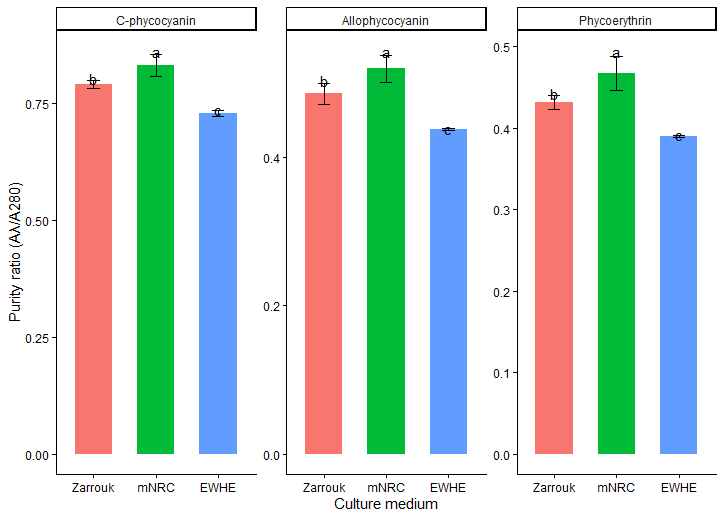 C-phycocyanin
Allophycocyanin
Phycoerythrin
Purity ratio (Aλ/A280)
0.75
0.50
0.25
0.00
b
a
c
Zarrouk
mNRC
EWHE
0.4
0.2
0.0
b
a
c
Zarrouk
mNRC
EWHE
0.5
0.4
0.3
0.2
0.1
0.0
b
a
c
Zarrouk
mNRC
EWHE
Culture medium